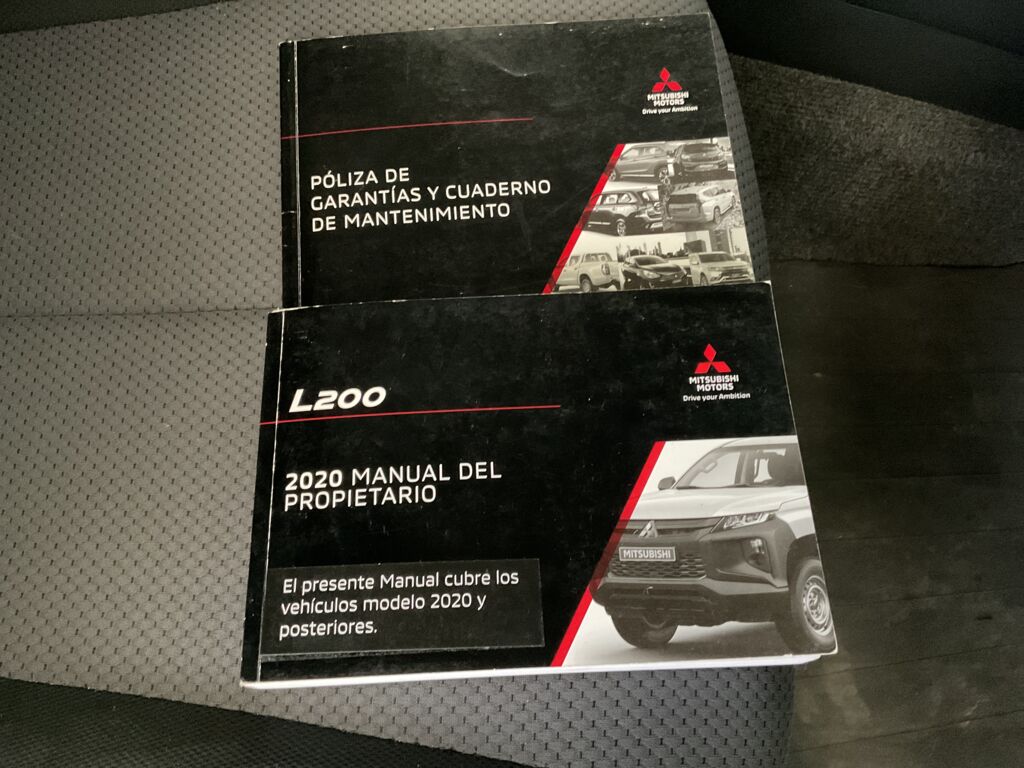 MITSUBISHI
MOTORS
Drive your Ambition
PÓLIZA DE
GARANTÍAS Y CUADERNO
DE MANTENIMIENTO
L200
MITSUBISHI
MOTORS
Drive your Ambition
2020 MANUAL DEL
PROPIETARIO
MITSUBISHI
El presente Manual cubre los
vehículos modelo 2020 y
posteriores.